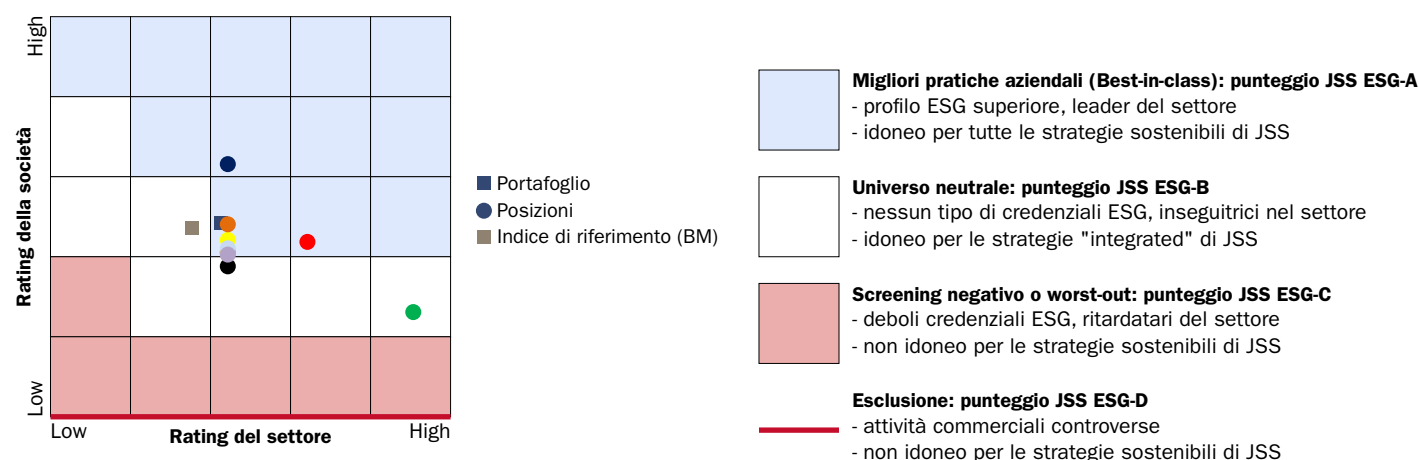 High
Rating della società
Low
Low
Rating del settore
High
Portafoglio
Posizioni
Indice di riferimento (BM)
Migliori pratiche aziendali (Best-in-class): punteggio JSS ESG-A
- profilo ESG superiore, leader del settore
- idoneo per tutte le strategie sostenibili di JSS
Universo neutrale: punteggio JSS ESG-B
- nessun tipo di credenziali ESG, inseguitrici nel settore
- idoneo per le strategie "integrated" di JSS
Screening negativo o worst-out: punteggio JSS ESG-C
- deboli credenziali ESG, ritardatari del settore
- non idoneo per le strategie sostenibili di JSS
Esclusione: punteggio JSS ESG-D
- attività commerciali controverse
- non idoneo per le strategie sostenibili di JSS